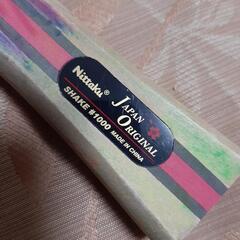 Nittaku
JAPAN
ORIGINAL
SHAKE #1000
MADE IN CHINA